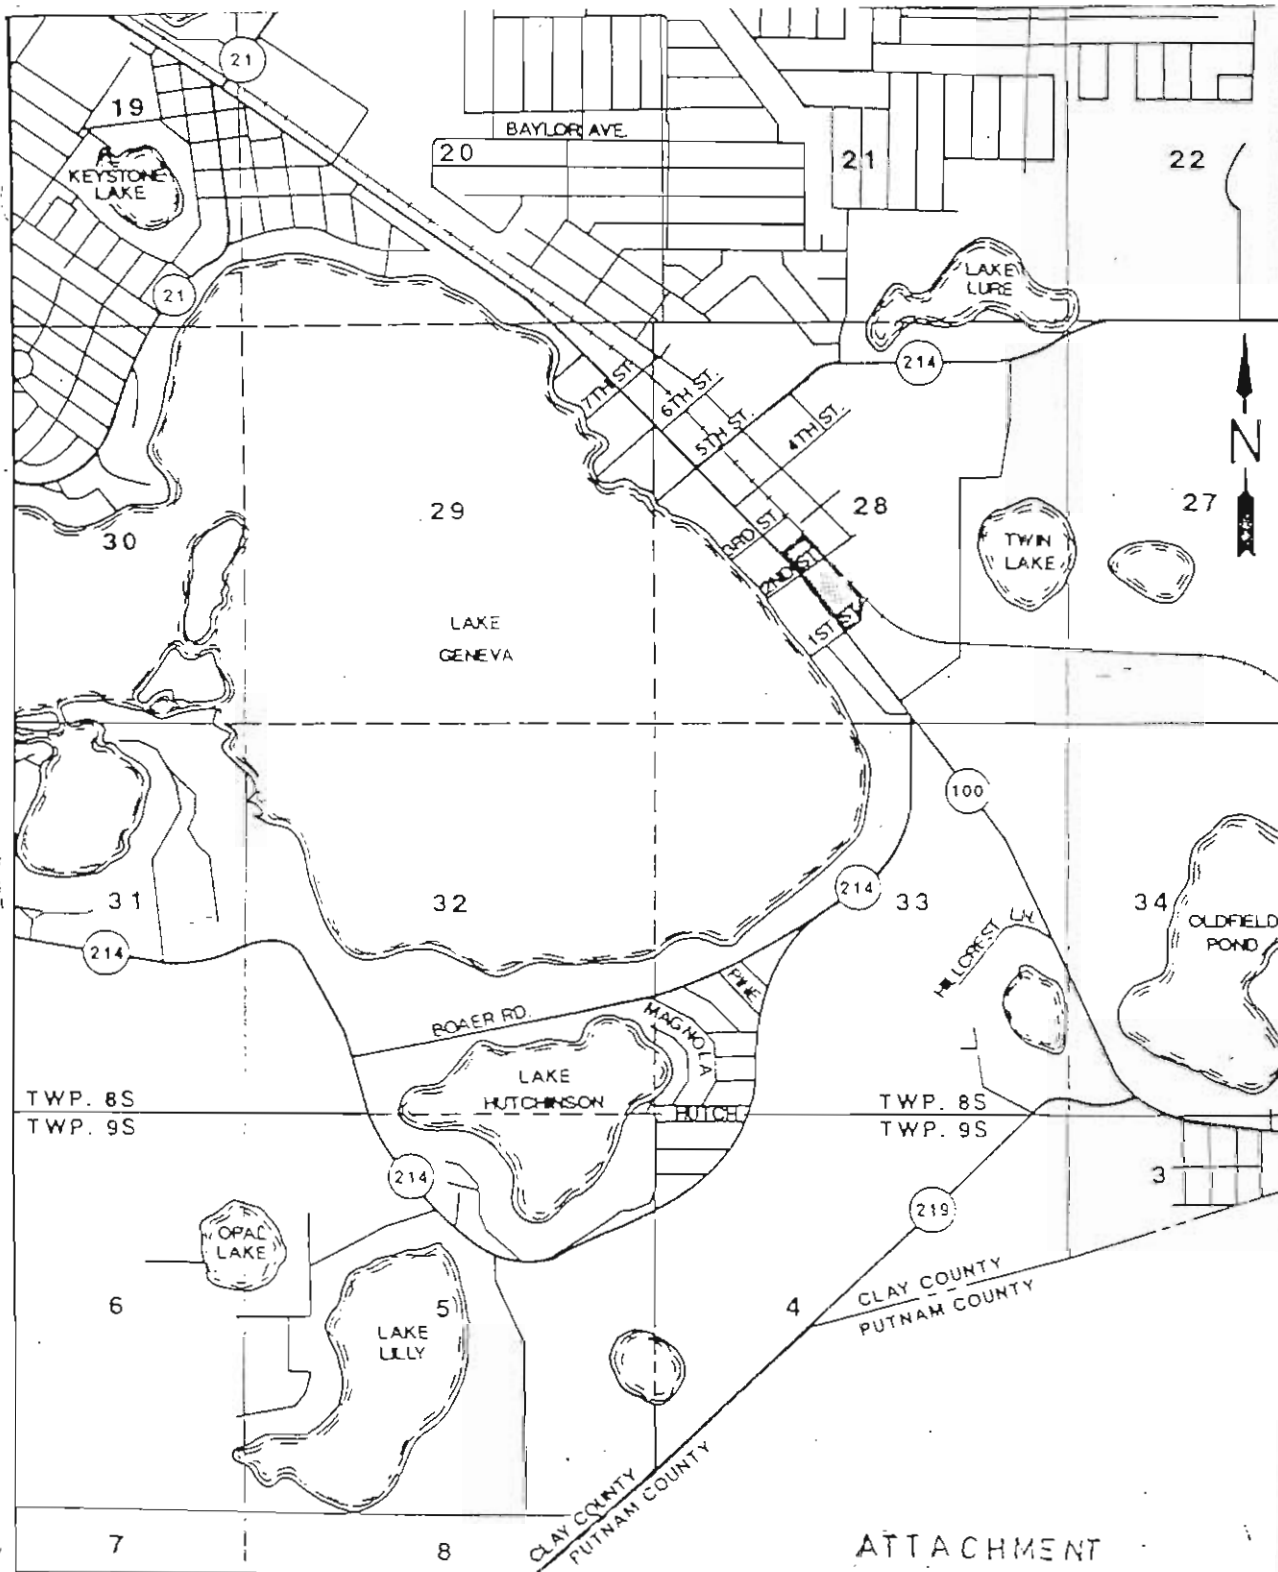 21
19
BAYLOR AVE.
20
21
22
KEYSTONE
LAKE
LAKE
LURE
21
214
N
7TH ST.
6TH ST.
5TH ST.
4TH ST.
29
28
27
30
3RD ST.
2ND ST.
TWIN
LAKE
LAKE
GENEVA
1ST ST.
100
214
31
32
33
34
OLDFIELD
POND
HILLCREST LN.
214
PINE
BOAER RD.
MAGNOLA
LAKE
HUTCHINSON
TWP. 8S
TWP. 9S
HUTCH
TWP. 8S
TWP. 9S
214
3
219
OPAL
LAKE
CLAY COUNTY
PUTNAM COUNTY
6
5
4
LAKE
LILLY
CLAY COUNTY
PUTNAM COUNTY
7
8
ATTACHMENT